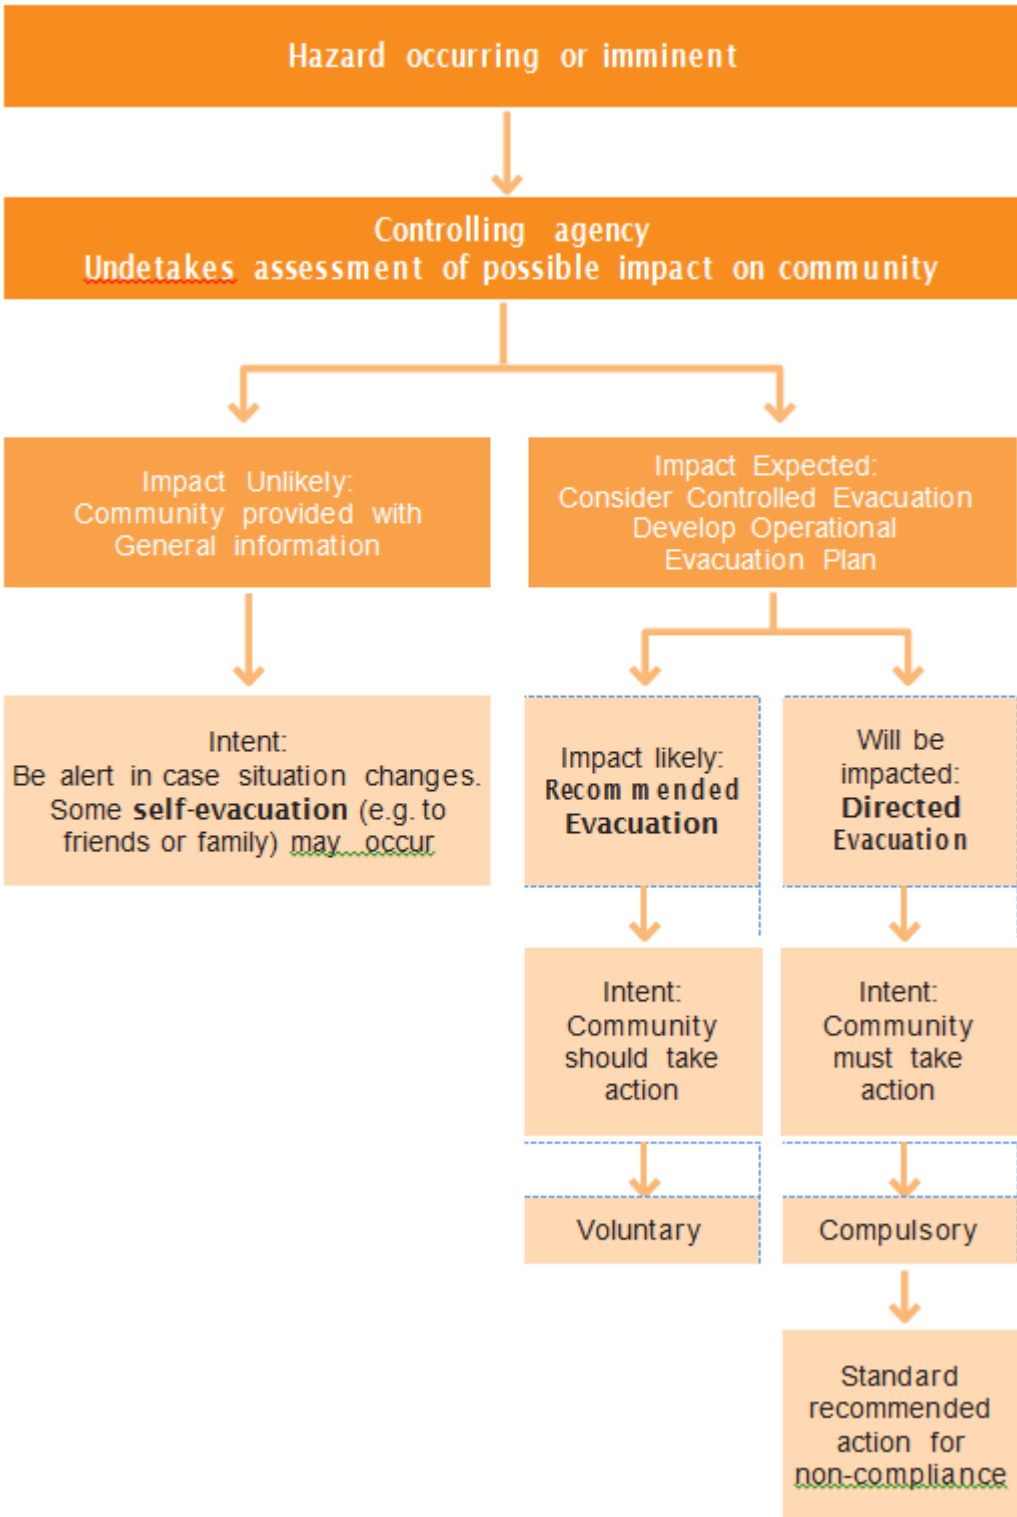 Hazard occurring or imminent
Controlling agency
Undetakes assessment of possible impact on community
Impact Unlikely:
Community provided with
General information
Impact Expected:
Consider Controlled Evacuation
Develop Operational
Evacuation Plan
Intent:
Be alert in case situation changes.
Some self-evacuation (e.g. to
friends or family) may occur
Impact likely:
Recommended
Evacuation
Will be
impacted:
Directed
Evacuation
Intent:
Community
should take
action
Intent:
Community
must take
action
Voluntary
Compulsory
Standard
recommended
action for
non-compliance